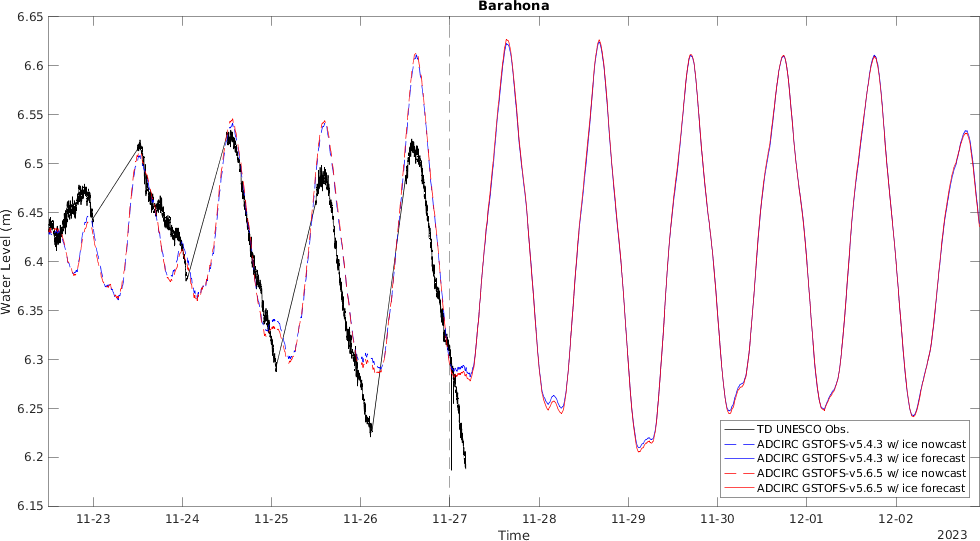 Barahona
6.65
6.6
6.55
6.5
6.45
6.4
6.35
6.3
6.25
6.2
6.15
Water Level (m)
TD UNESCO Obs.
ADCIRC GSTOFS-v5.4.3 w/ ice nowcast
ADCIRC GSTOFS-v5.4.3 w/ ice forecast
ADCIRC GSTOFS-v5.6.5 w/ ice nowcast
ADCIRC GSTOFS-v5.6.5 w/ ice forecast
11-23 11-24 11-25 11-26 11-27 11-28 11-29 11-30 12-01 12-02
Time
2023